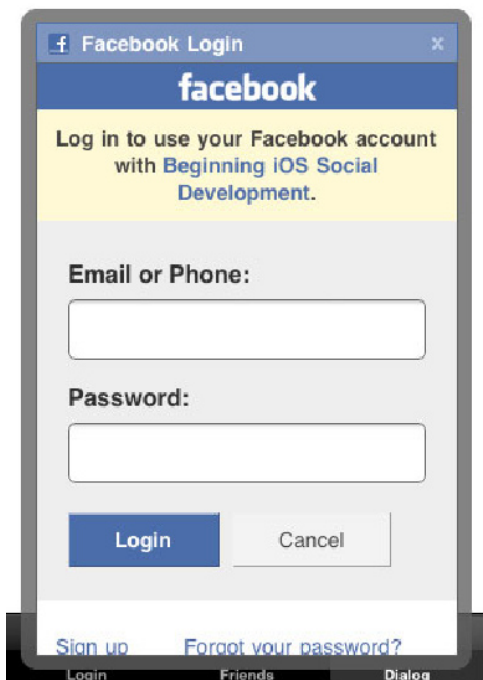 f Facebook Login x
facebook
Log in to use your Facebook account
with Beginning iOS Social
Development.
Email or Phone:
Password:
Login Cancel
Sign up Forgot your password?
Login Friends Dialog